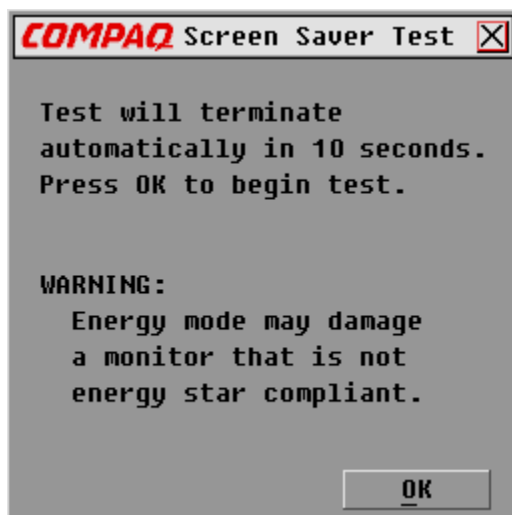 COMPAQ Screen Saver Test
Test will terminate
automatically in 10 seconds.
Press OK to begin test.
WARNING:
Energy mode may damage
a monitor that is not
energy star compliant.
OK